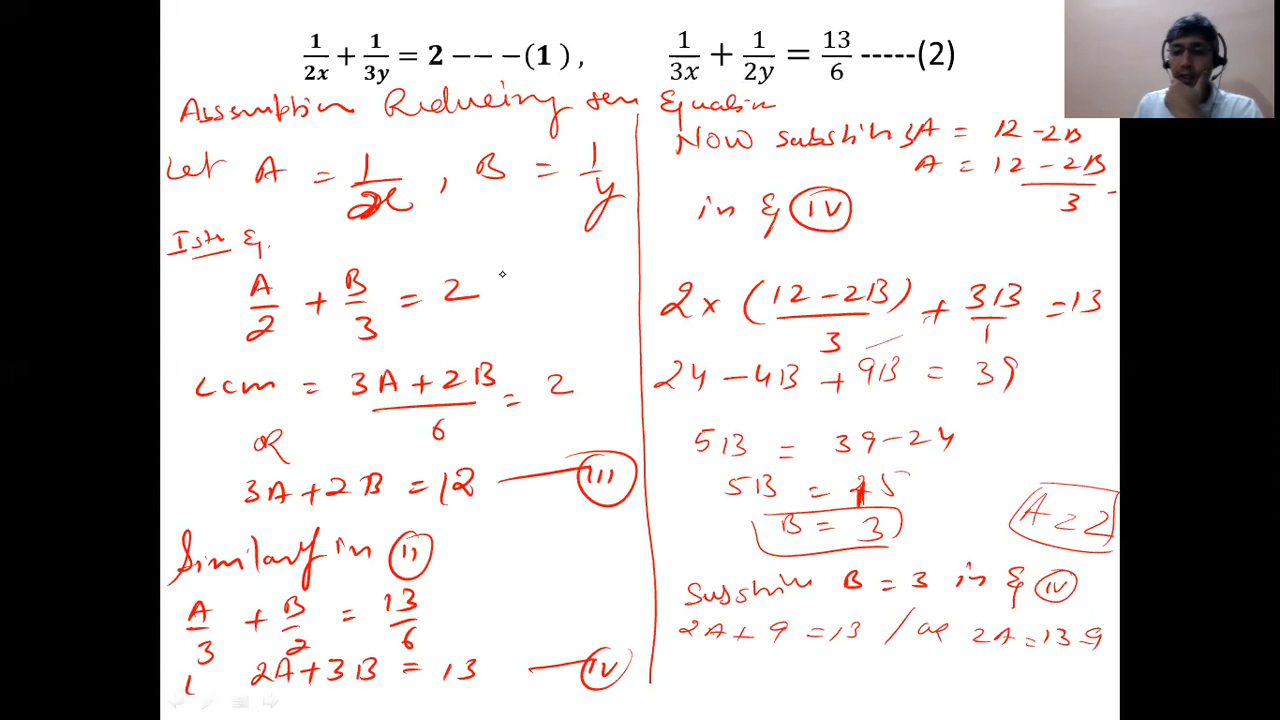 1/2x + 1/3y = 2 --- -(1) , 1/3x + 1/2y = 13/6 -----(2)
Assumption Reducing Equation
Let A = 1/x , B = 1/y
Ist Eq.
A/2 + B/3 = 2
LCM = 3A + 2B / 6 = 2
OR
3A + 2B = 12 — III
Similarly in II
A/3 + B/2 = 13/6
2A + 3B = 13 — IV
Now 3A = 12 - 2B
A = 12 - 2B / 3
in Eq IV
2 x (12 - 2B / 3) + 3B/1 = 13
24 - 4B + 9B = 39
5B = 39 - 24
5B = 15
B = 3
A = 2
B = 3 in Eq IV
2A + 9 = 13 / or 2A = 13 - 9